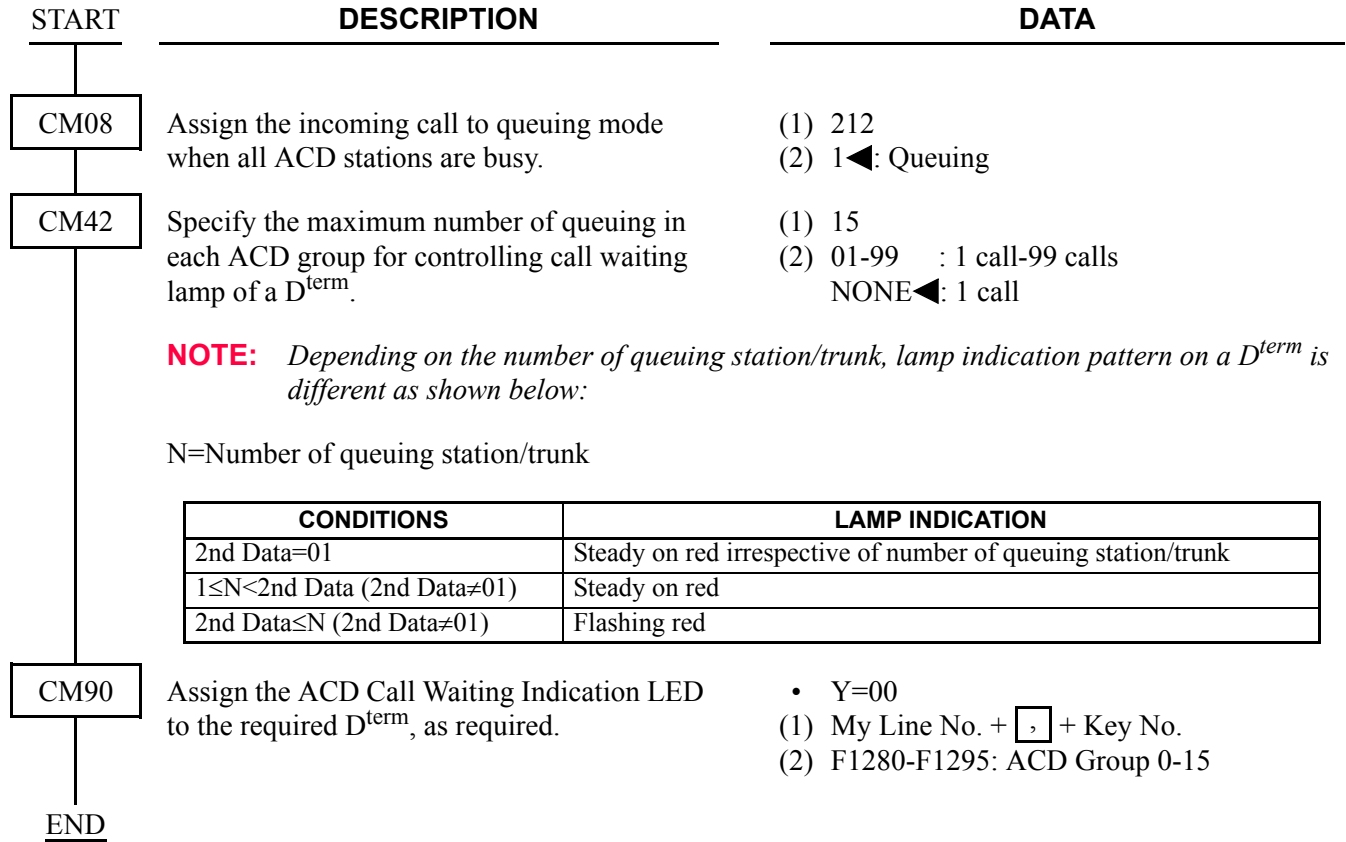 START DESCRIPTION DATA
CM08 Assign the incoming call to queuing mode (1) 212
when all ACD stations are busy. (2) 1◀: Queuing
CM42 Specify the maximum number of queuing in (1) 15
each ACD group for controlling call waiting (2) 01-99 : 1 call-99 calls
lamp of a Dterm. NONE◀: 1 call
NOTE: Depending on the number of queuing station/trunk, lamp indication pattern on a Dterm is
different as shown below:
N=Number of queuing station/trunk
CONDITIONS LAMP INDICATION
2nd Data=01 Steady on red irrespective of number of queuing station/trunk
1≤N<2nd Data (2nd Data≠01) Steady on red
2nd Data≤N (2nd Data≠01) Flashing red
CM90 Assign the ACD Call Waiting Indication LED • Y=00
to the required Dterm, as required. (1) My Line No. + , + Key No.
(2) F1280-F1295: ACD Group 0-15
END